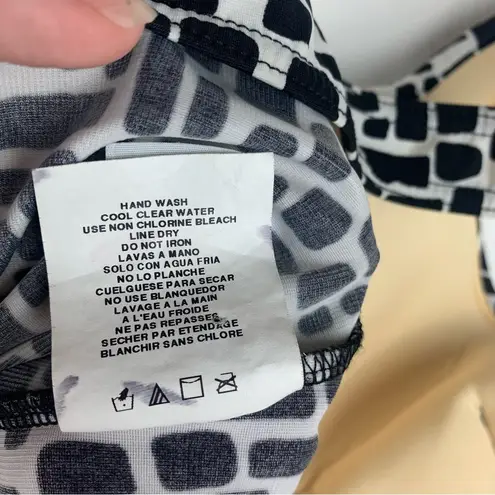 HAND WASH
COOL CLEAR WATER
USE NON CHLORINE BLEACH
LINE DRY
DO NOT IRON
LAVAS A MANO
SOLO CON AGUA FRIA
NO LO PLANCHE
CUELGUESE PARA SECAR
NO USE BLANQUEDOR
LAVAGE A LA MAIN
A L'EAU FROIDE
NE PAS REPASSES
SECHER PAR ETENDAGE
BLANCHIR SANS CHLORE